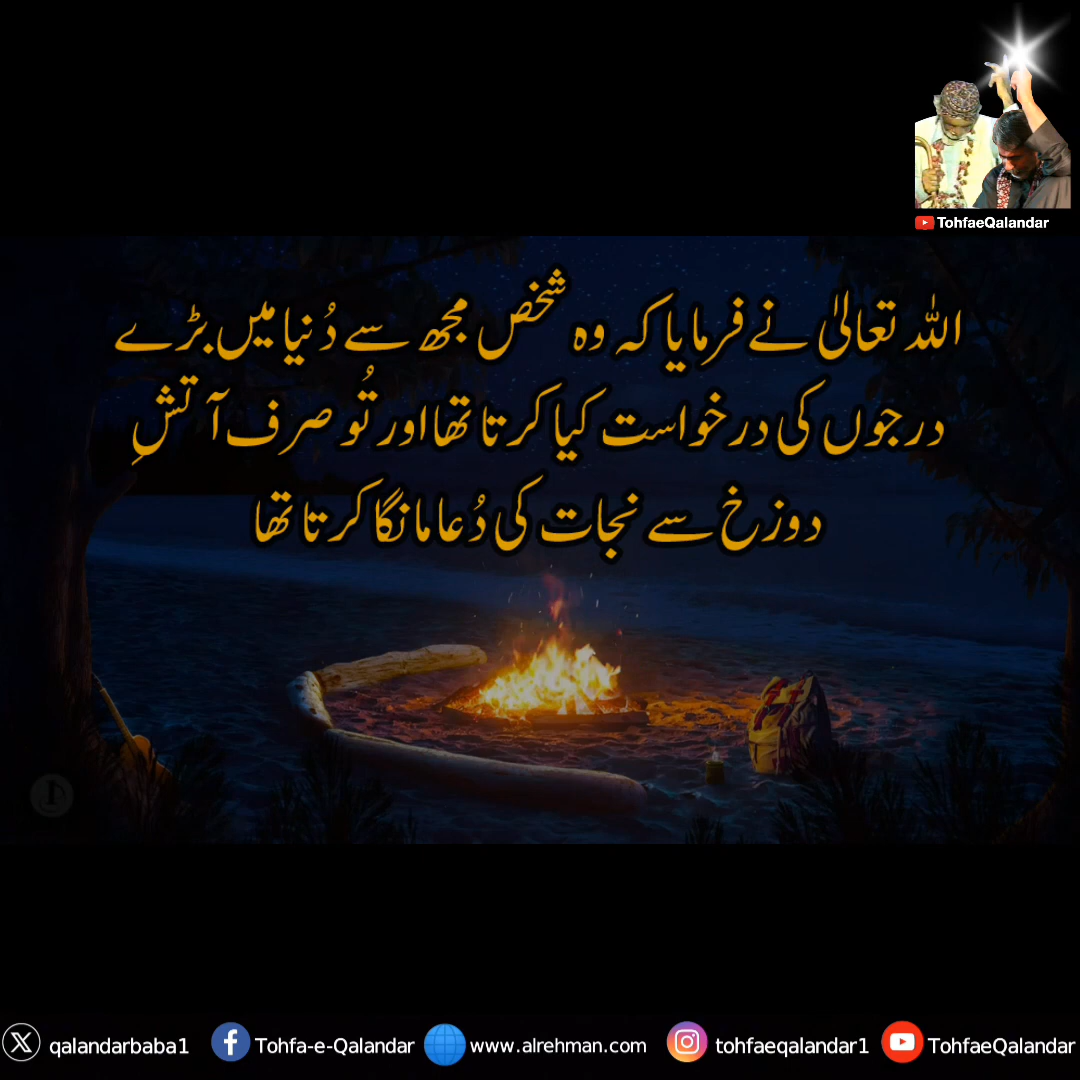 TohfaeQalandar
اللہ تعالیٰ نے فرمایا کہ وہ شخص مجھ سے دُنیا میں بڑے
درجوں کی درخواست کیا کرتا تھا اور تُو صرف آتشِ
دوزخ سے نجات کی دُعا مانگا کرتا تھا
qalandarbaba1 Tohfa-e-Qalandar www.alrehman.com tohfaeqalandar1 TohfaeQalandar